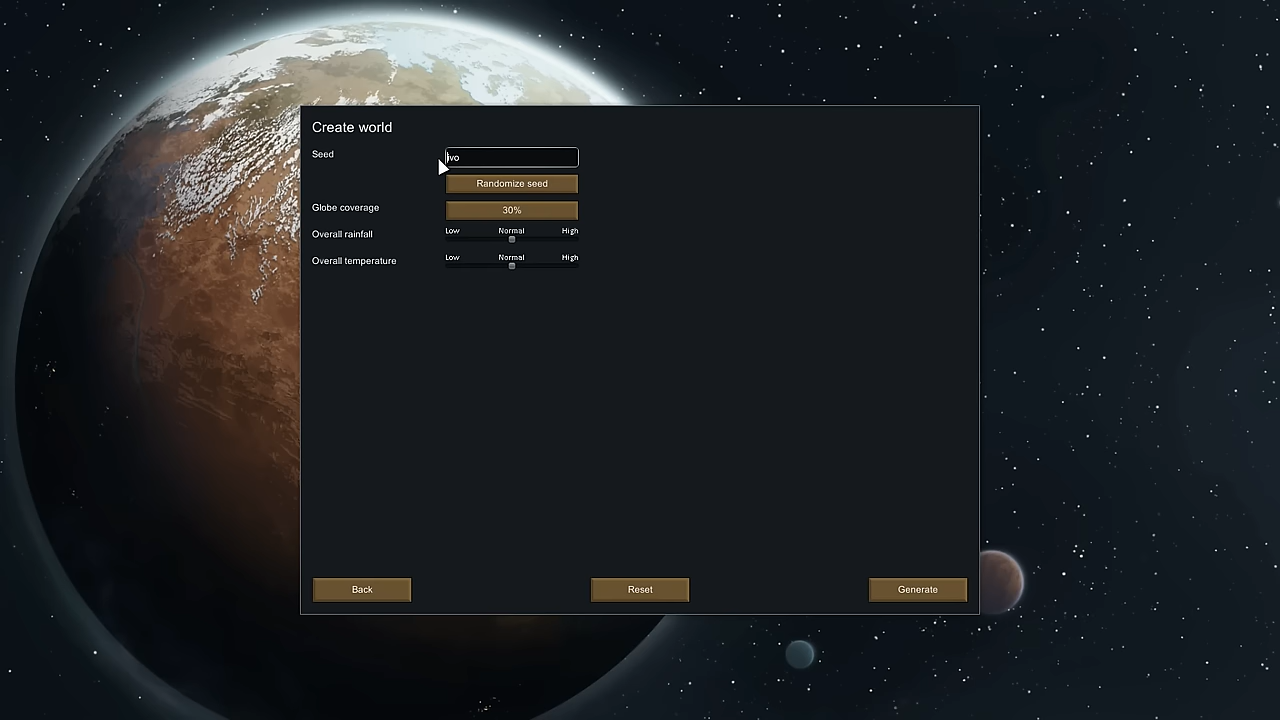 Create world
Seed
ivo
Randomize seed
Globe coverage
30%
Overall rainfall
Low Normal High
Overall temperature
Low Normal High
Back Reset Generate